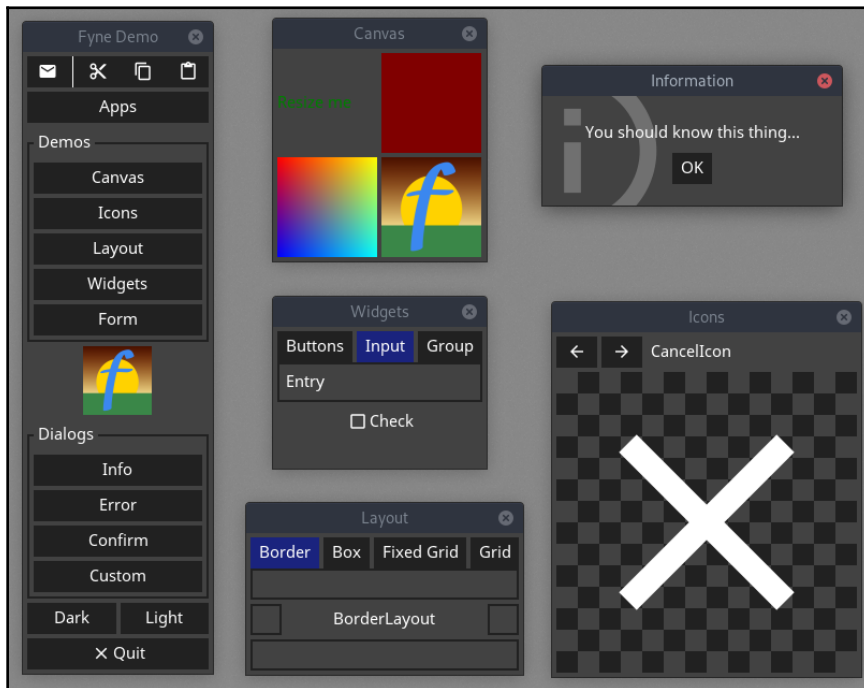 Fyne Demo
Apps
Demos
Canvas
Icons
Layout
Widgets
Form
Dialogs
Info
Error
Confirm
Custom
Dark Light
Quit
Canvas
Resize me
Widgets
Buttons Input Group
Entry
Check
Layout
Border Box Fixed Grid Grid
BorderLayout
Information
You should know this thing...
OK
Icons
CancelIcon